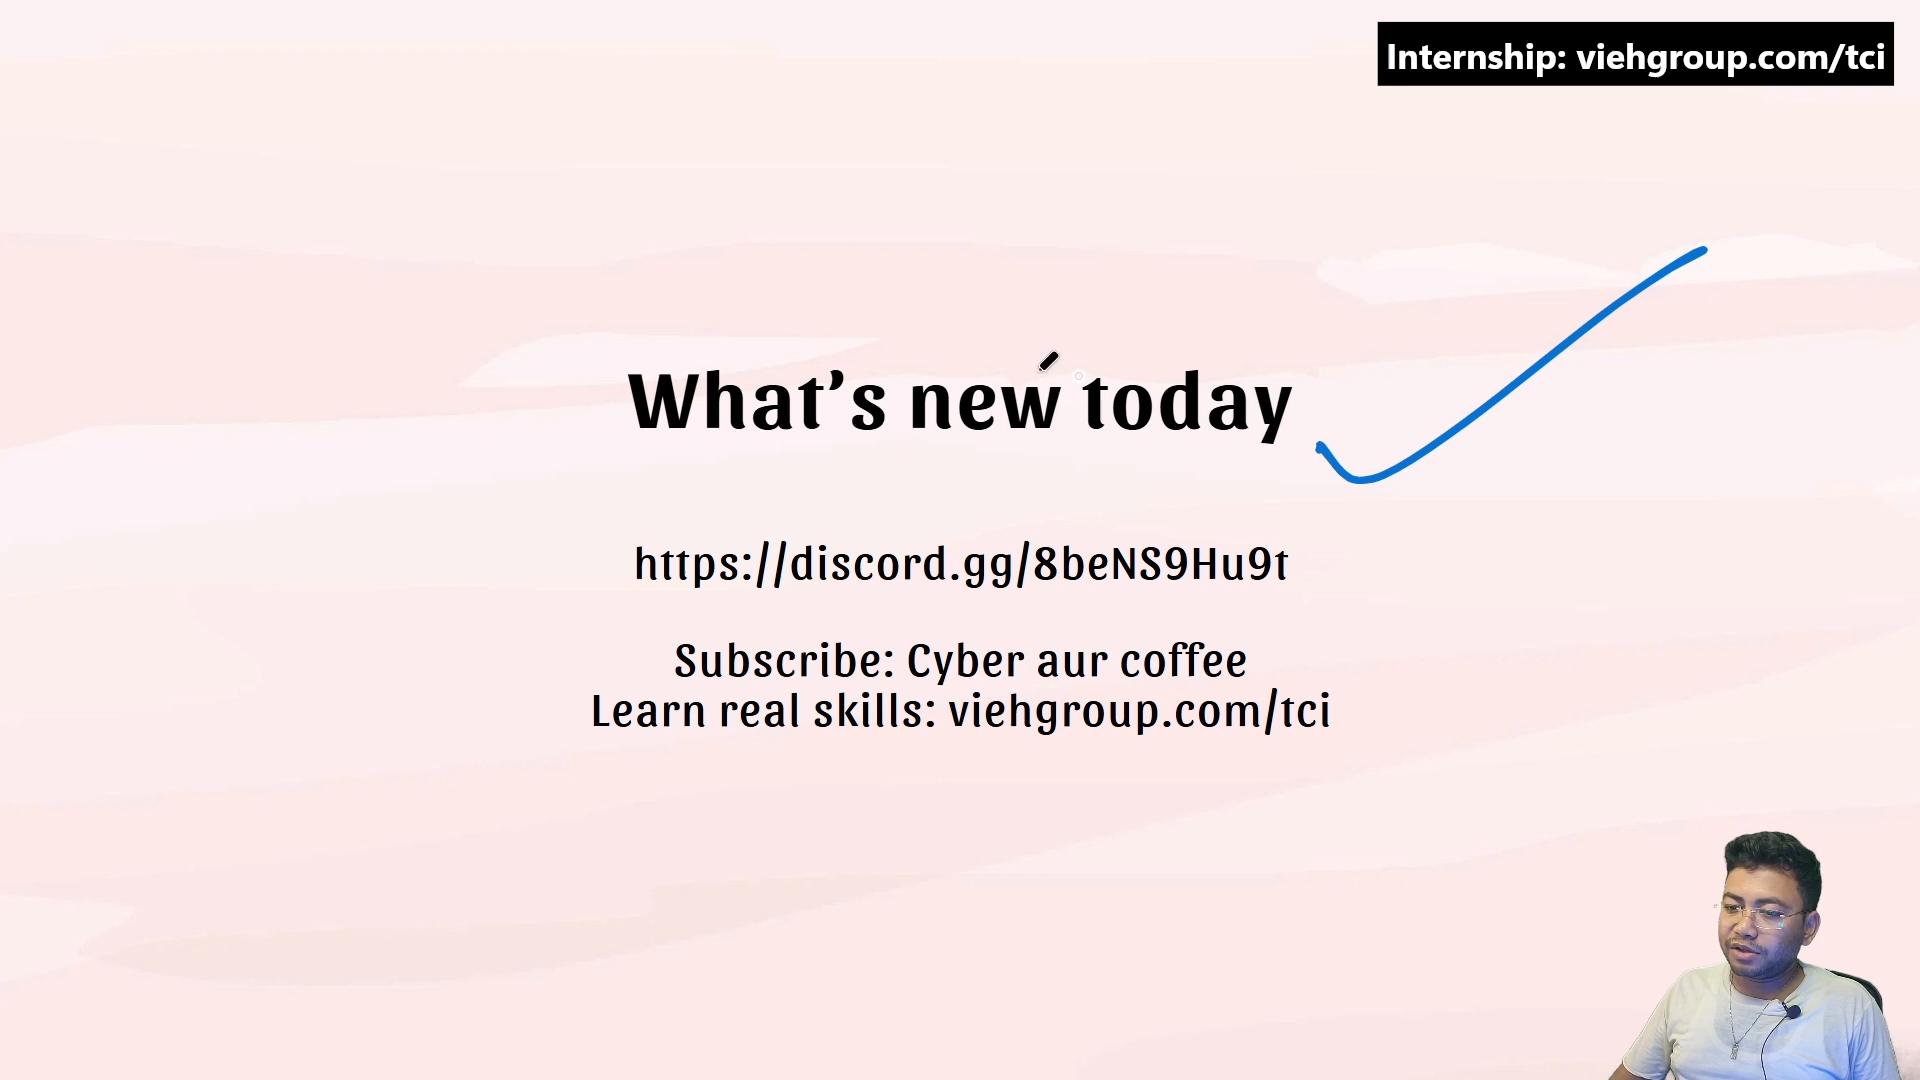 Internship: viehgroup.com/tci
What’s new today
https://discord.gg/8beNS9Hu9t
Subscribe: Cyber aur coffee
Learn real skills: viehgroup.com/tci